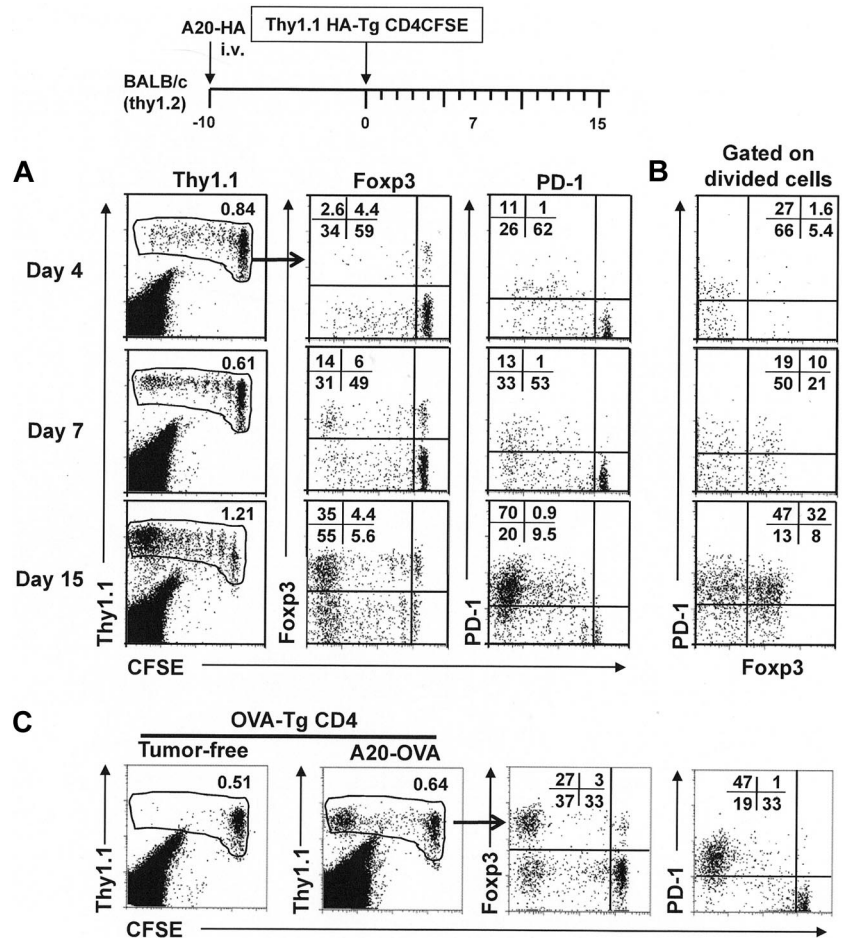 A20-HA
i.v.
Thy1.1 HA-Tg CD4CFSE
BALB/c
(thy1.2)
-10 0 7 15
A
Thy1.1 Foxp3 PD-1
B
Gated on
divided cells
Day 4
0.84
2.6 4.4
34 59
11 1
26 62
27 1.6
66 5.4
Day 7
0.61
14 6
31 49
13 1
33 53
19 10
50 21
Day 15
1.21
35 4.4
55 5.6
70 0.9
20 9.5
47 32
13 8
Thy1.1
Foxp3
PD-1
PD-1
CFSE
Foxp3
C
OVA-Tg CD4
Tumor-free A20-OVA
0.51
0.64
27 3
37 33
47 1
19 33
Thy1.1
Thy1.1
Foxp3
PD-1
CFSE